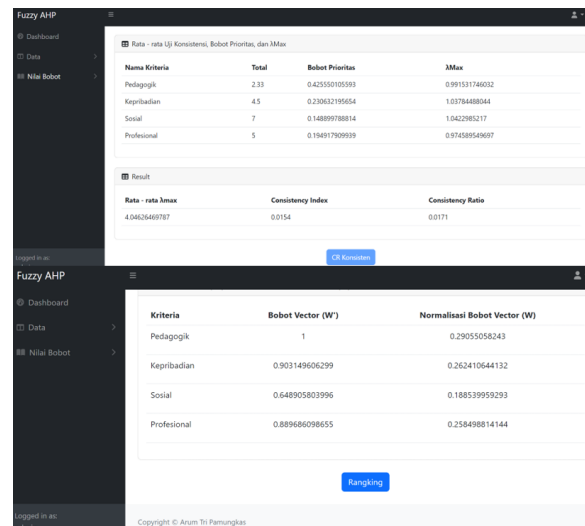 Fuzzy AHP
Dashboard
Data
Nilai Bobot
Rata - rata Uji Konsistensi, Bobot Prioritas, dan λMax
Nama Kriteria Total Bobot Prioritas λMax
Pedagogik 2.33 0.425550105593 0.991531746032
Kepribadian 4.5 0.230632195654 1.03784488044
Sosial 7 0.148899788814 1.0422985217
Profesional 5 0.194917909939 0.974589549697
Result
Rata - rata λmax Consistency Index Consistency Ratio
4.04626469787 0.0154 0.0171
CR Konsisten
Logged in as:
Fuzzy AHP
Dashboard
Data
Nilai Bobot
Kriteria Bobot Vector (W') Normalisasi Bobot Vector (W)
Pedagogik 1 0.29055058243
Kepribadian 0.903149606299 0.262410644132
Sosial 0.648905803996 0.188539959293
Profesional 0.889686098655 0.258498814144
Rangking
Logged in as:
Copyright © Arum Tri Pamungkas